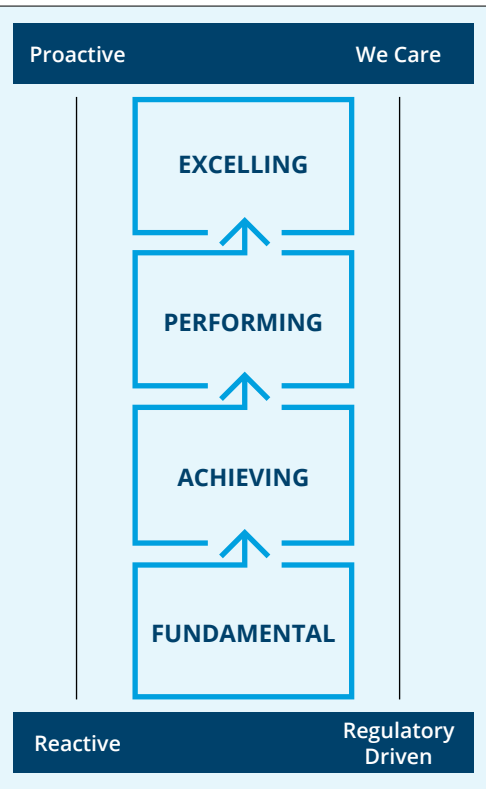 Proactive
We Care
EXCELLING
PERFORMING
ACHIEVING
FUNDAMENTAL
Reactive
Regulatory
Driven